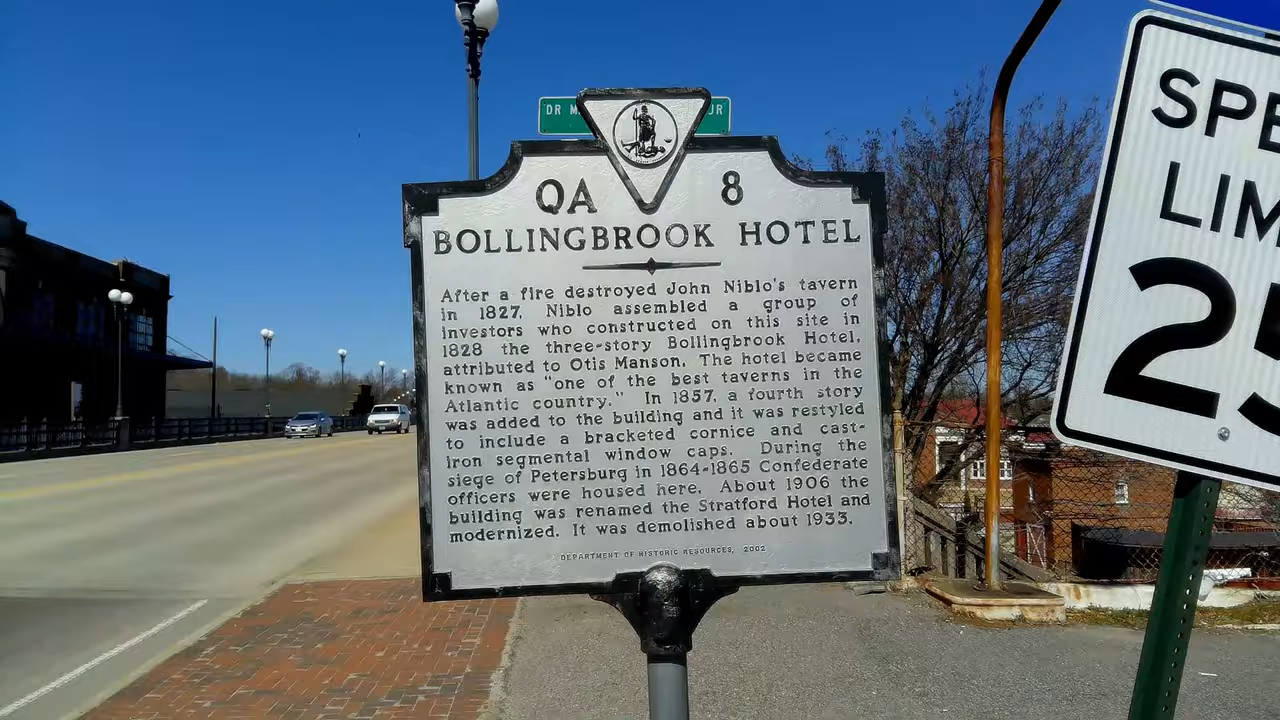 DR M
JR
QA 8
BOLLINGBROOK HOTEL
After a fire destroyed John Niblo's tavern
in 1827, Niblo assembled a group of
investors who constructed on this site in
1828 the three-story Bollingbrook Hotel,
attributed to Otis Manson. The hotel became
known as "one of the best taverns in the
Atlantic country." In 1857, a fourth story
was added to the building and it was restyled
to include a bracketed cornice and cast-
iron segmental window caps. During the
siege of Petersburg in 1864-1865 Confederate
officers were housed here. About 1906 the
building was renamed the Stratford Hotel and
modernized. It was demolished about 1933.
DEPARTMENT OF HISTORIC RESOURCES, 2002
SPE
LIM
25